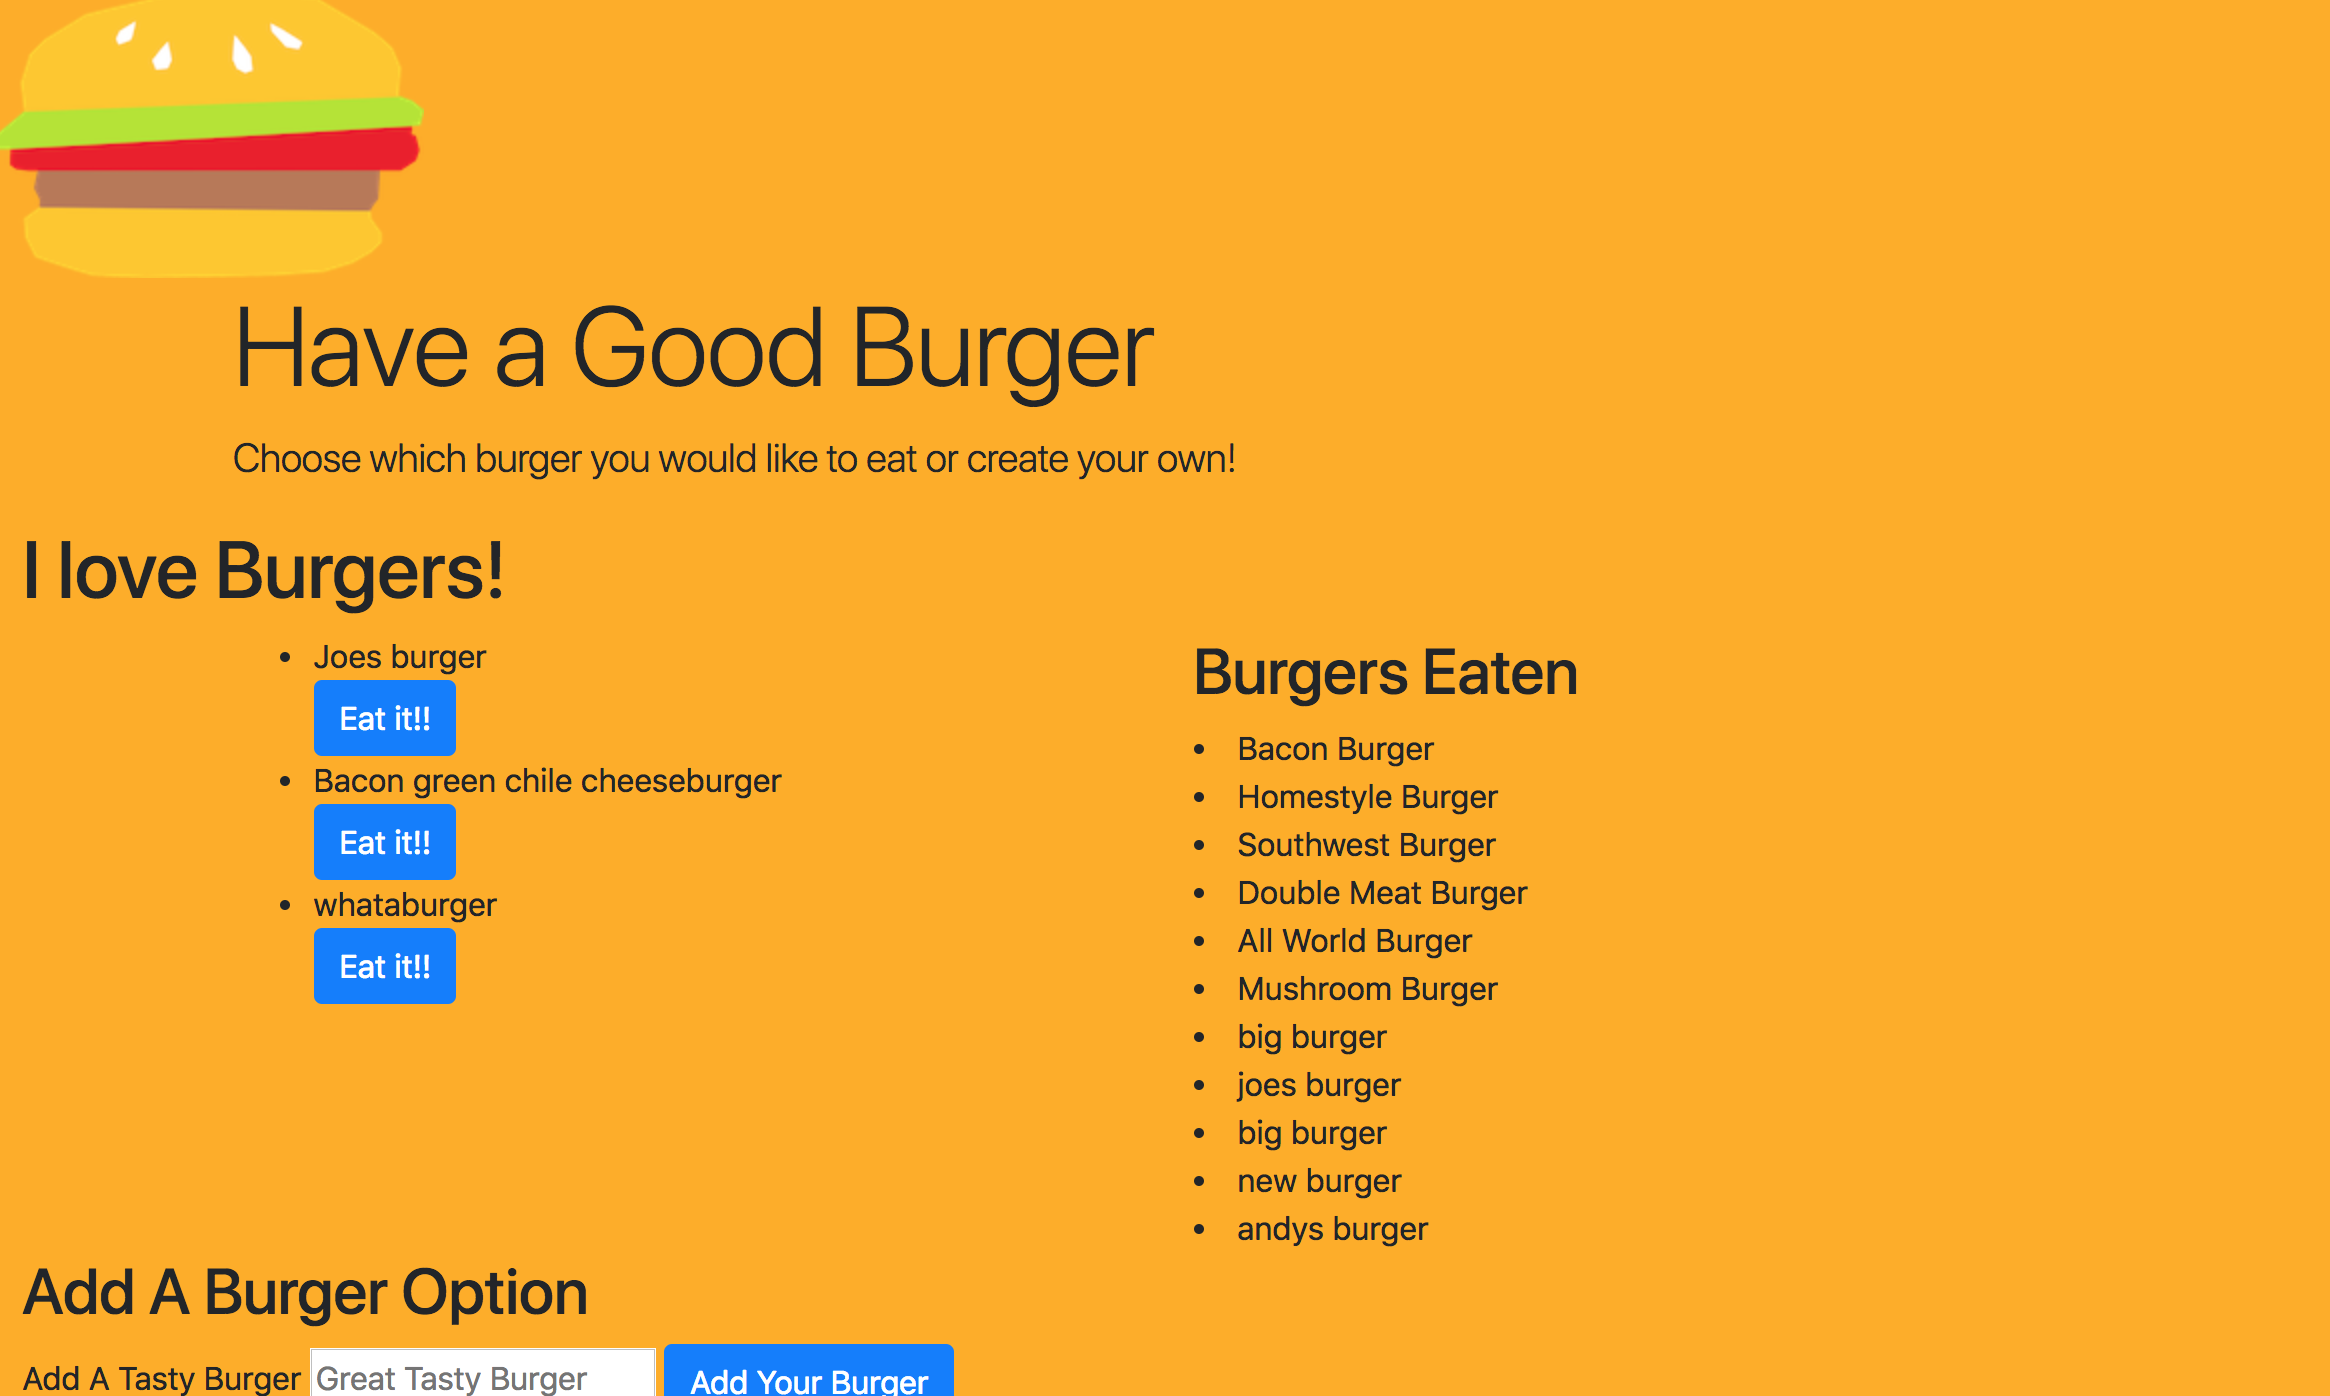 Have a Good Burger
Choose which burger you would like to eat or create your own!
I love Burgers!
Joes burger
Eat it!!
Bacon green chile cheeseburger
Eat it!!
whataburger
Eat it!!
Burgers Eaten
Bacon Burger
Homestyle Burger
Southwest Burger
Double Meat Burger
All World Burger
Mushroom Burger
big burger
joes burger
big burger
new burger
andys burger
Add A Burger Option
Add A Tasty Burger Great Tasty Burger Add Your Burger